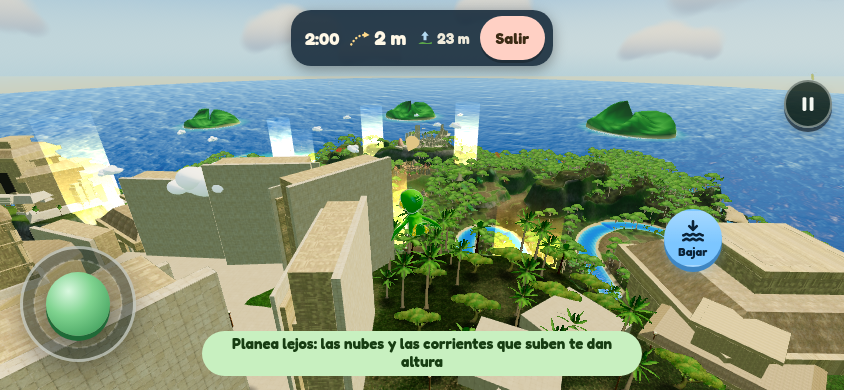 2:00 2 m 23 m Salir
Bajar
Planea lejos: las nubes y las corrientes que suben te dan
altura